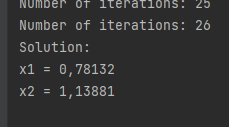 Number of iterations: 25
Number of iterations: 26
Solution:
x1 = 0,78132
x2 = 1,13881